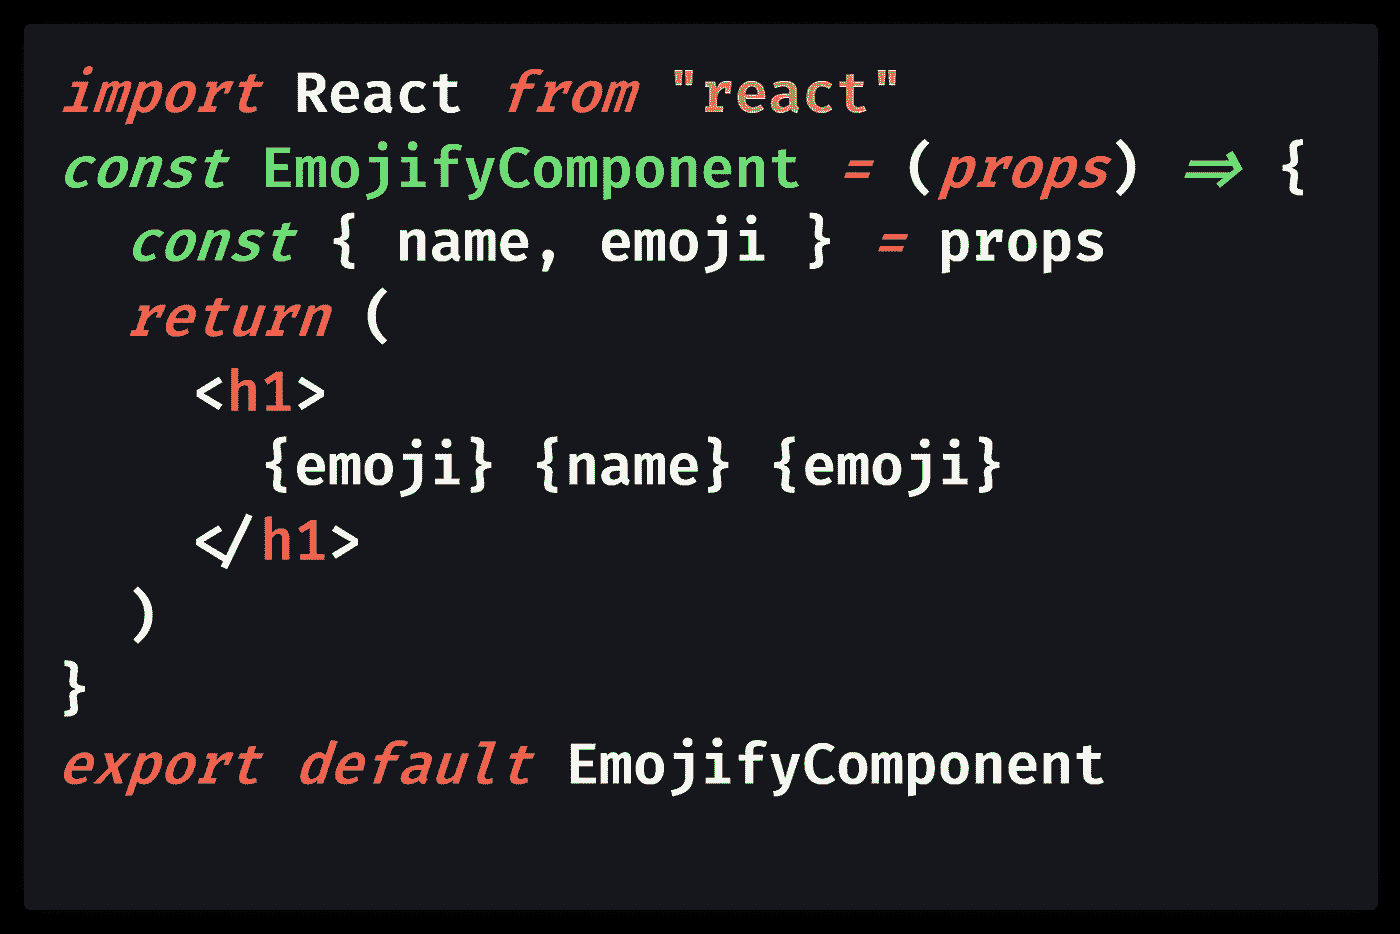 import React from "react"
const EmojifyComponent = (props) => {
  const { name, emoji } = props
  return (
    <h1>
      {emoji} {name} {emoji}
    </h1>
  )
}
export default EmojifyComponent